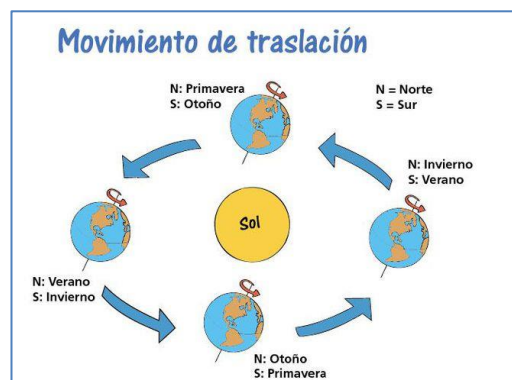 Movimiento de traslación
N: Primavera
S: Otoño
N = Norte
S = Sur
N: Invierno
S: Verano
Sol
N: Verano
S: Invierno
N: Otoño
S: Primavera